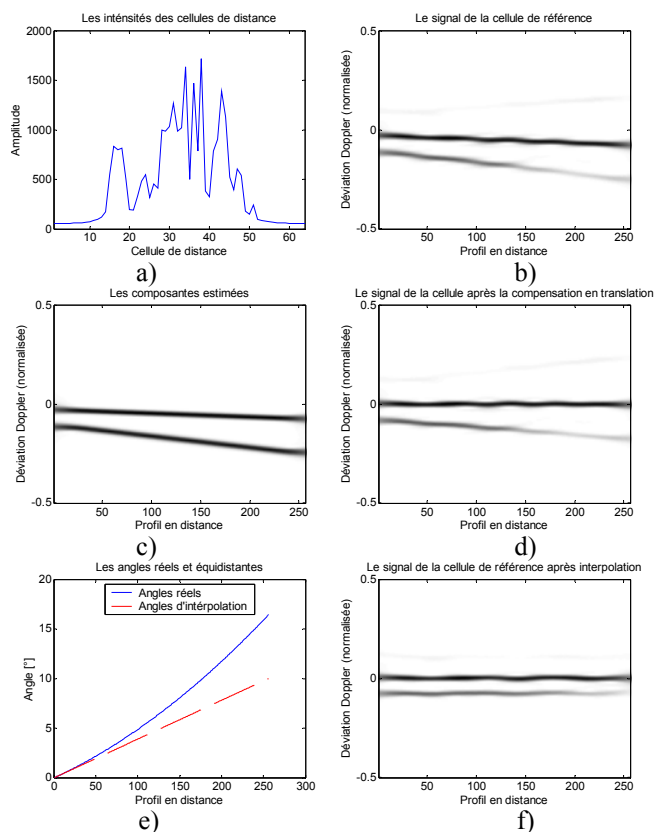 Les inténsités des cellules de distance
2000
1500
1000
500
0
Amplitude
10 20 30 40 50 60
Cellule de distance
a)
Le signal de la cellule de référence
0.5
0
-0.5
Déviation Doppler (normalisée)
50 100 150 200 250
Profil en distance
b)
Les composantes estimées
0.5
0
-0.5
Déviation Doppler (normalisée)
0 50 100 150 200 250
Profil en distance
c)
Le signal de la cellule après la compensation en translation
0.5
0
-0.5
Déviation Doppler (normalisée)
50 100 150 200 250
Profil en distance
d)
Les angles réels et équidistantes
20
15
10
5
0
Angle [°]
Angles réels
Angles d'intérpolation
0 50 100 150 200 250 300
Profil en distance
e)
Le signal de la cellule de référence après interpolation
0.5
0
-0.5
Déviation Doppler (normalisée)
50 100 150 200 250
Profil en distance
f)